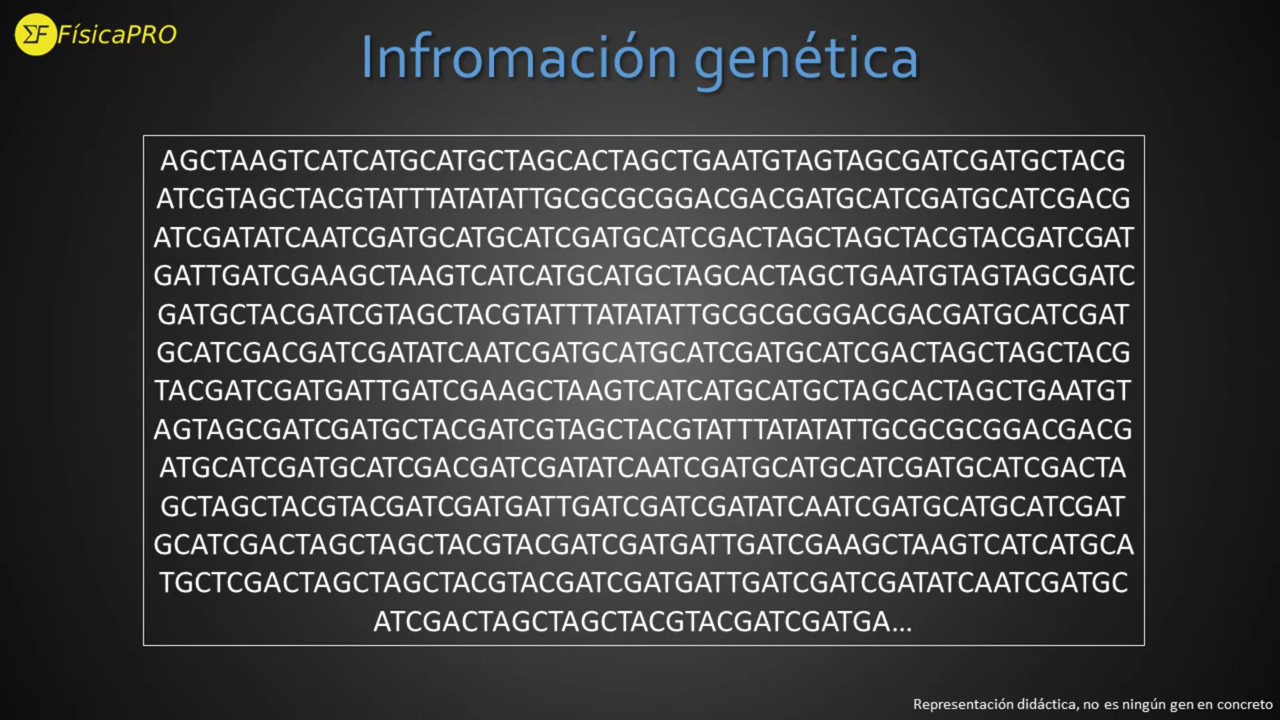 ΣF FísicaPRO
Infromación genética
AGCTAAGTCATCATGCATGCTAGCACTAGCTGAATGTAGTAGCGATCGATGCTACG
ATCGTAGCTACGTATTTATATATTGCGCGCGGACGACGATGCATCGATGCATCGACG
ATCGATATCAATCGATGCATGCATCGATGCATCGACTAGCTAGCTACGTACGATCGAT
GATTGATCGAAGCTAAGTCATCATGCATGCTAGCACTAGCTGAATGTAGTAGCGATC
GATGCTACGATCGTAGCTACGTATTTATATATTGCGCGCGGACGACGATGCATCGAT
GCATCGACGATCGATATCAATCGATGCATGCATCGATGCATCGACTAGCTAGCTACG
TACGATCGATGATTGATCGAAGCTAAGTCATCATGCATGCTAGCACTAGCTGAATGT
AGTAGCGATCGATGCTACGATCGTAGCTACGTATTTATATATTGCGCGCGGACGACG
ATGCATCGATGCATCGACGATCGATATCAATCGATGCATGCATCGATGCATCGACTA
GCTAGCTACGTACGATCGATGATTGATCGATCGATATCAATCGATGCATGCATCGAT
GCATCGACTAGCTAGCTACGTACGATCGATGATTGATCGAAGCTAAGTCATCATGCA
TGCTCGACTAGCTAGCTACGTACGATCGATGATTGATCGATCGATATCAATCGATGC
ATCGACTAGCTAGCTACGTACGATCGATGA...
Representación didáctica, no es ningún gen en concreto